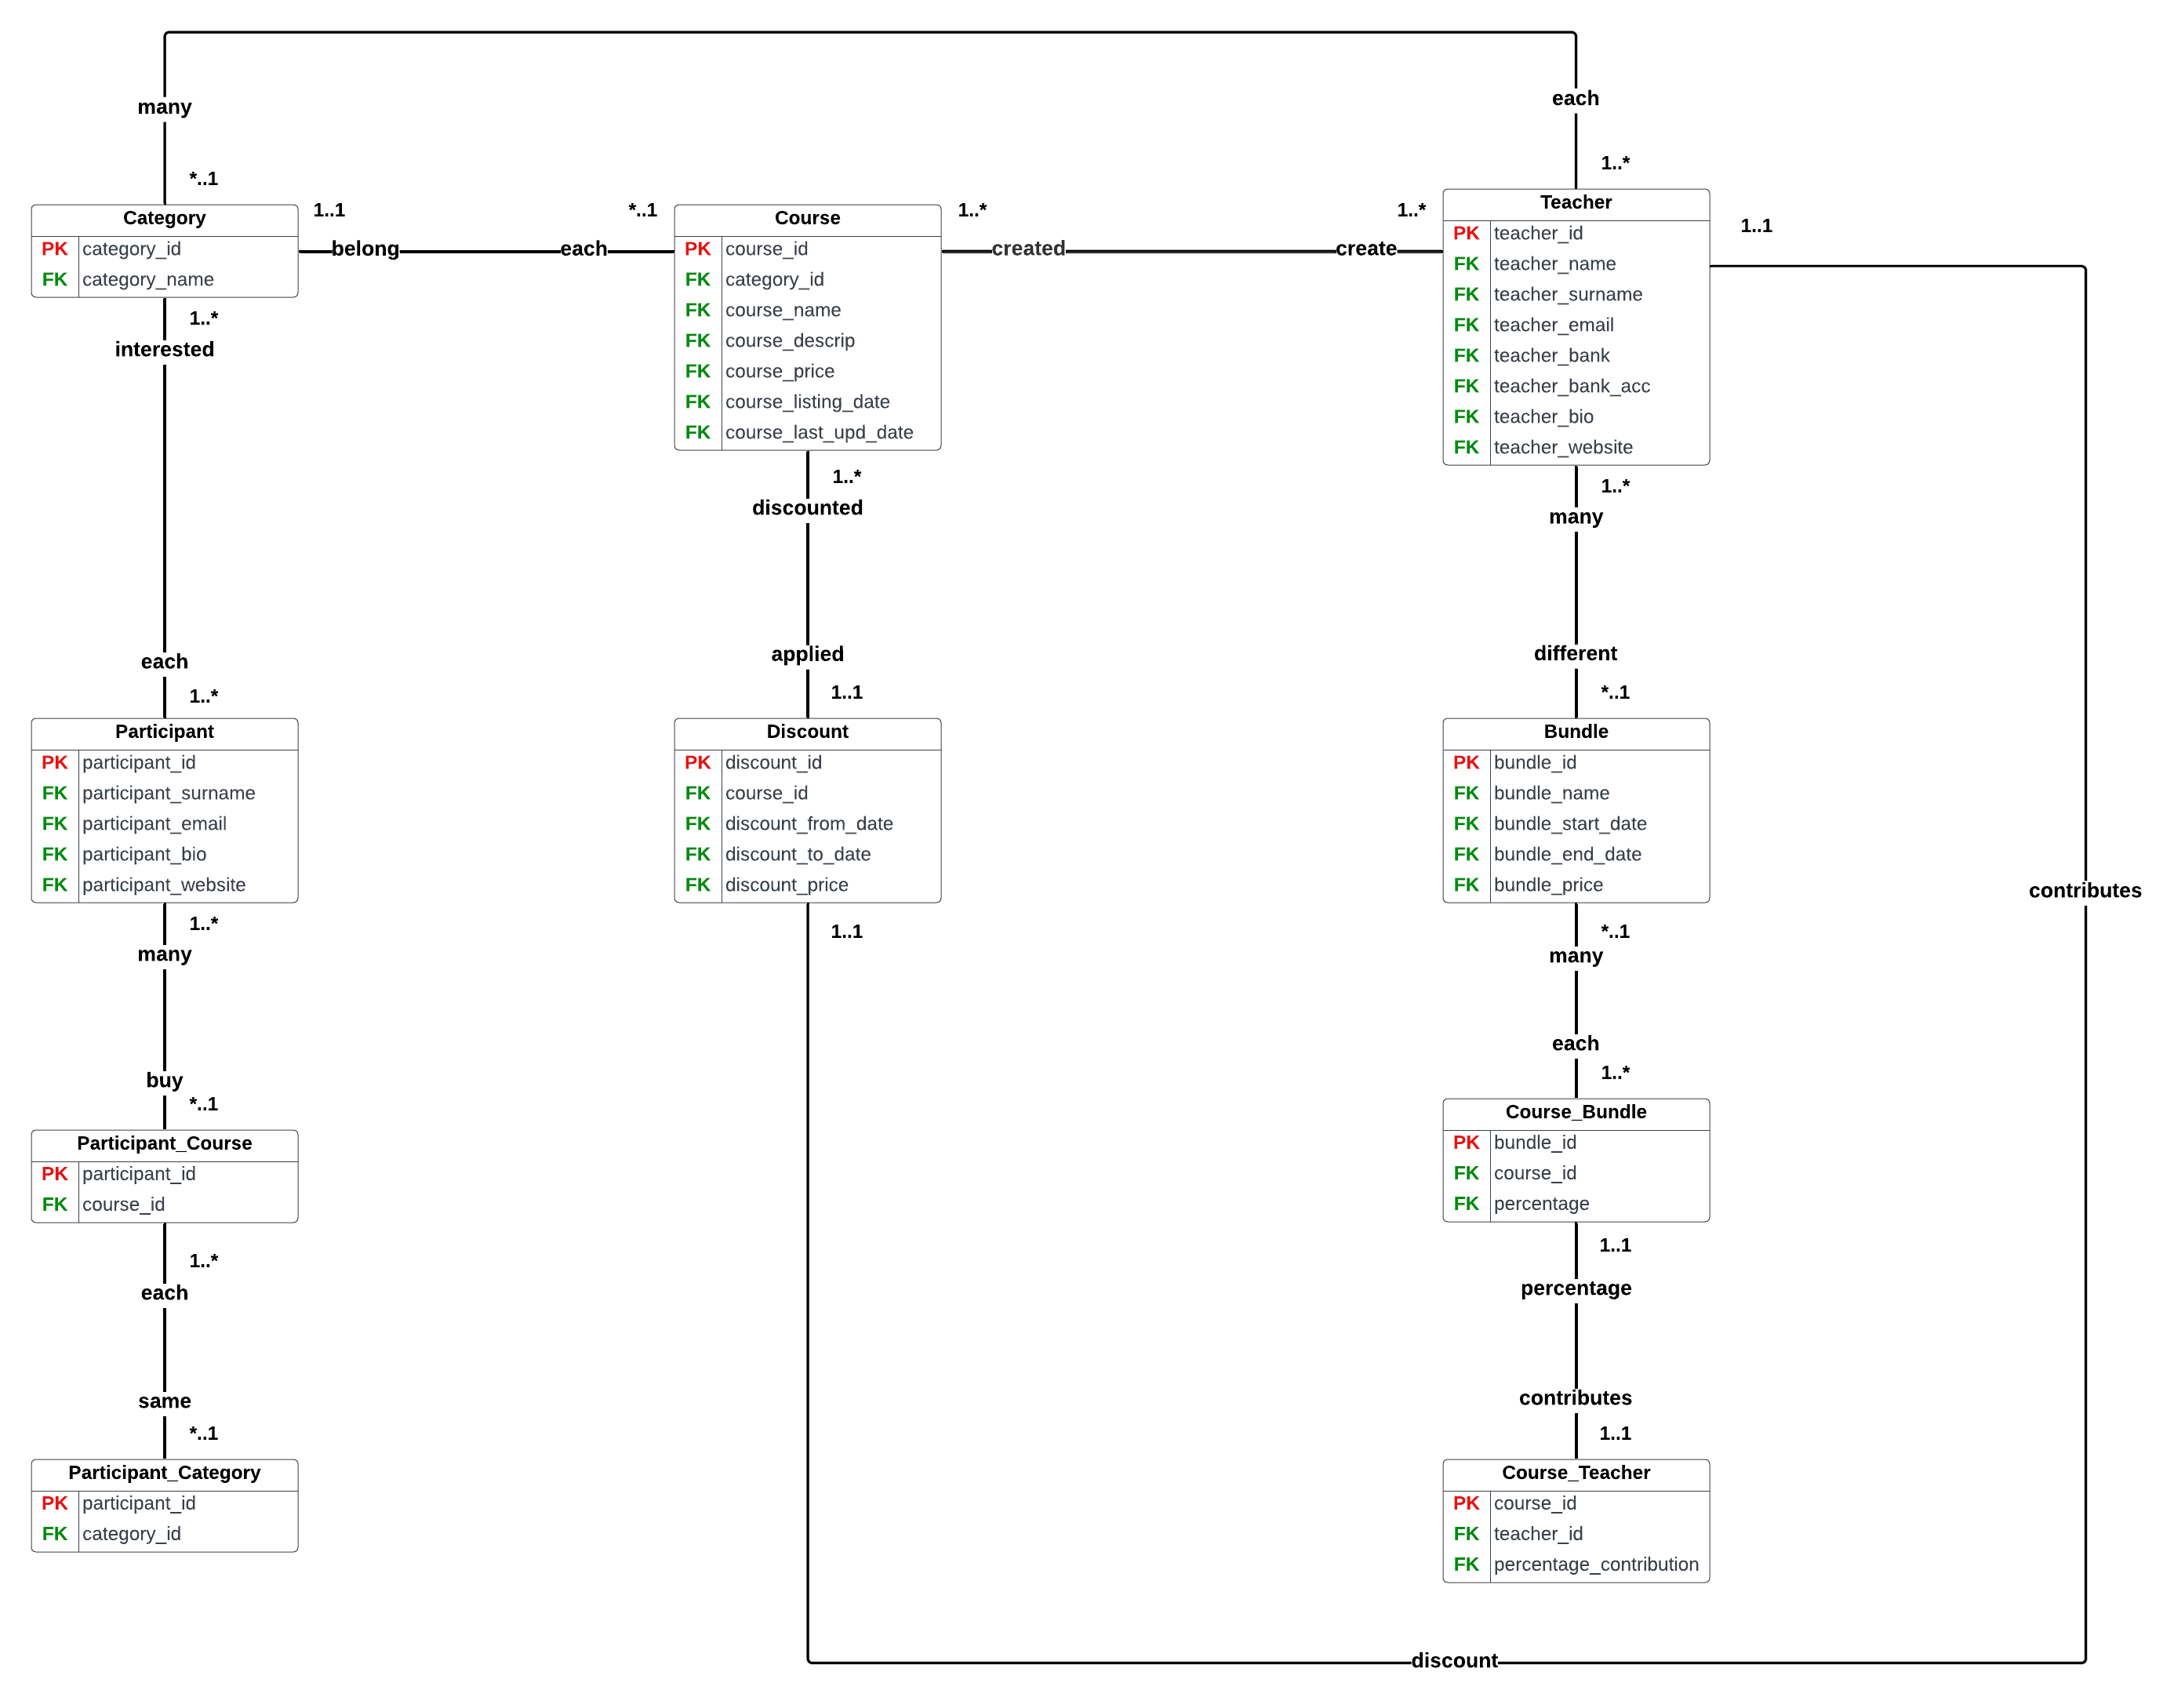 many
each
*..1
1..*
Category
PK category_id
FK category_name
1..1
belong
each
*..1
Course
PK course_id
FK category_id
FK course_name
FK course_descrip
FK course_price
FK course_listing_date
FK course_last_upd_date
1..*
created
create
1..*
Teacher
PK teacher_id
FK teacher_name
FK teacher_surname
FK teacher_email
FK teacher_bank
FK teacher_bank_acc
FK teacher_bio
FK teacher_website
1..1
1..*
interested
each
1..*
1..*
discounted
applied
1..1
1..*
many
different
*..1
Participant
PK participant_id
FK participant_surname
FK participant_email
FK participant_bio
FK participant_website
Discount
PK discount_id
FK course_id
FK discount_from_date
FK discount_to_date
FK discount_price
Bundle
PK bundle_id
FK bundle_name
FK bundle_start_date
FK bundle_end_date
FK bundle_price
contributes
1..*
many
buy
*..1
1..1
*..1
many
each
1..*
Participant_Course
PK participant_id
FK course_id
Course_Bundle
PK bundle_id
FK course_id
FK percentage
1..*
each
same
*..1
1..1
percentage
contributes
1..1
Participant_Category
PK participant_id
FK category_id
Course_Teacher
PK course_id
FK teacher_id
FK percentage_contribution
discount